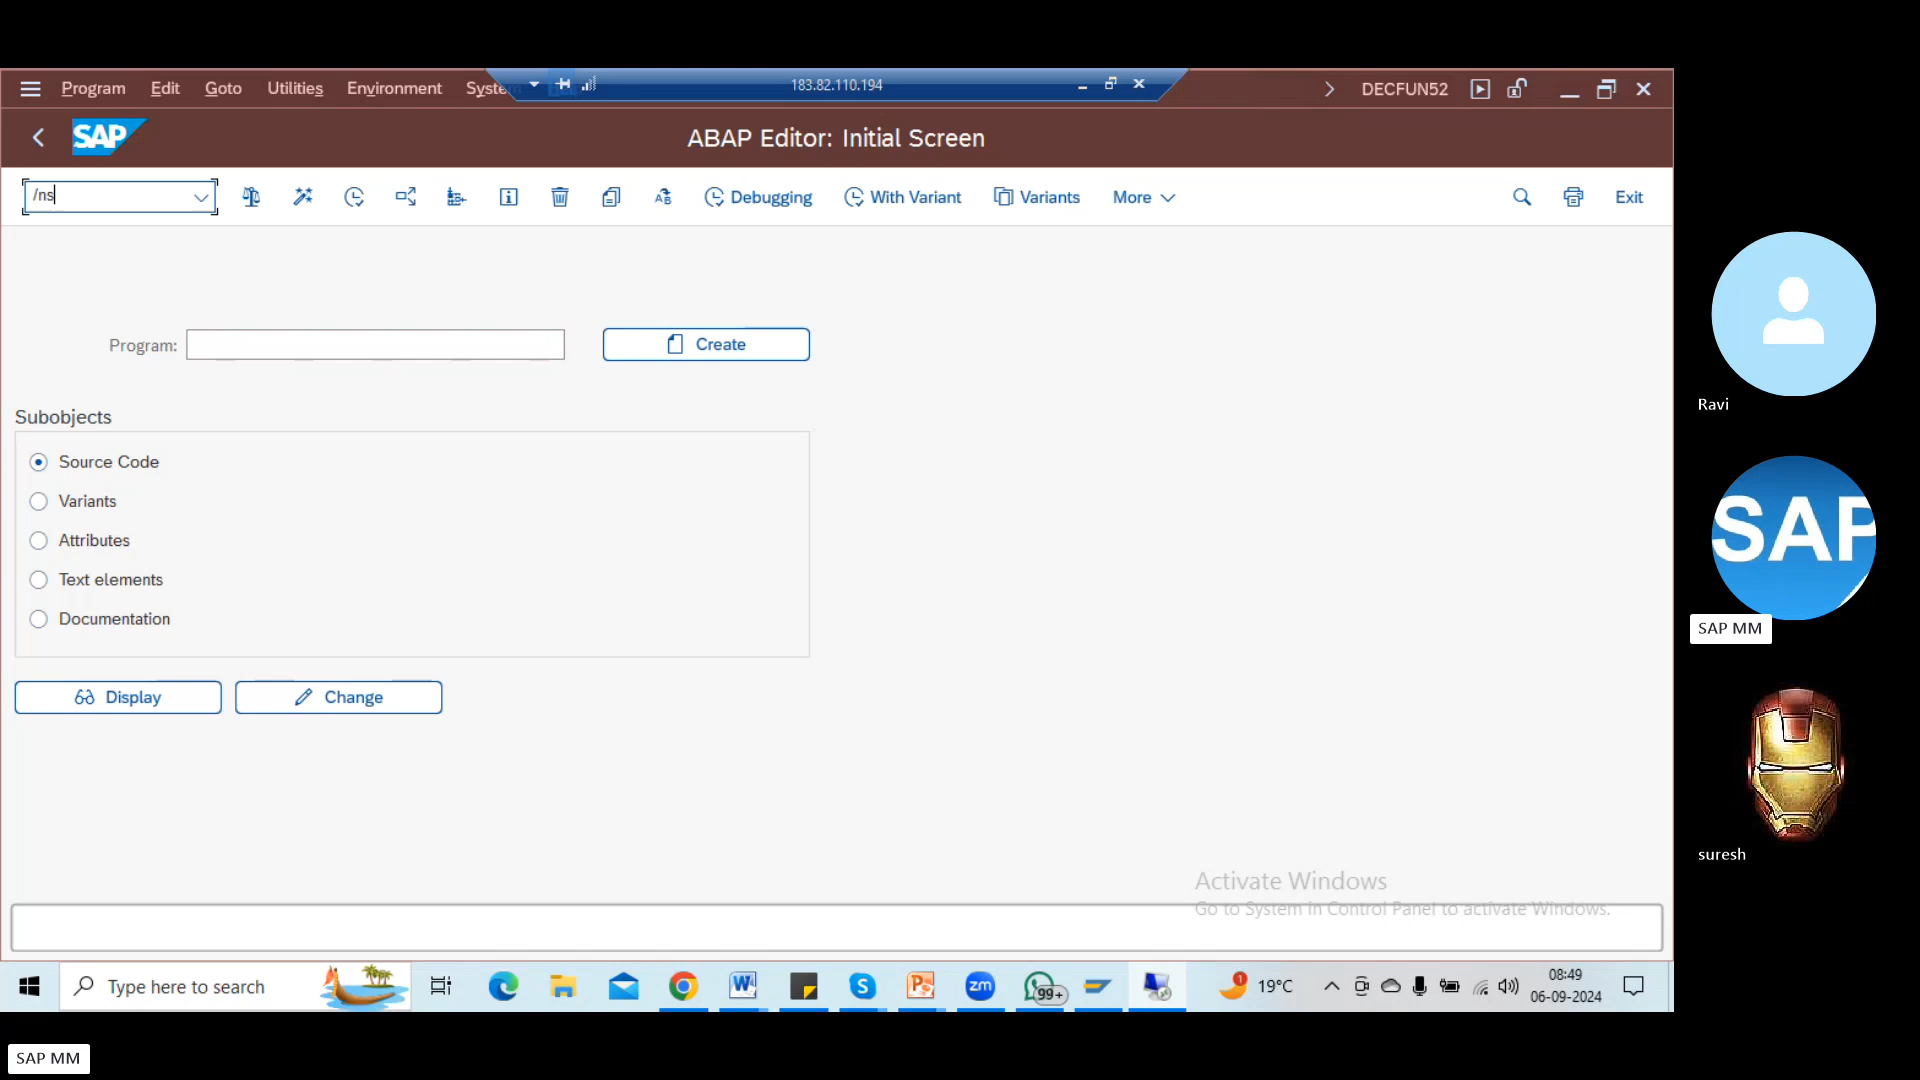 Program Edit Goto Utilities Environment Syste 183.82.110.194 DECFUN52
SAP ABAP Editor: Initial Screen
/ns Debugging With Variant Variants More Exit
Program: Create
Subobjects
Source Code
Variants
Attributes
Text elements
Documentation
Display Change
Activate Windows
Go to System in Control Panel to activate Windows.
Type here to search 99+ zm 1 19°C 08:49
06-09-2024
Ravi
SAP
SAP MM
suresh
SAP MM